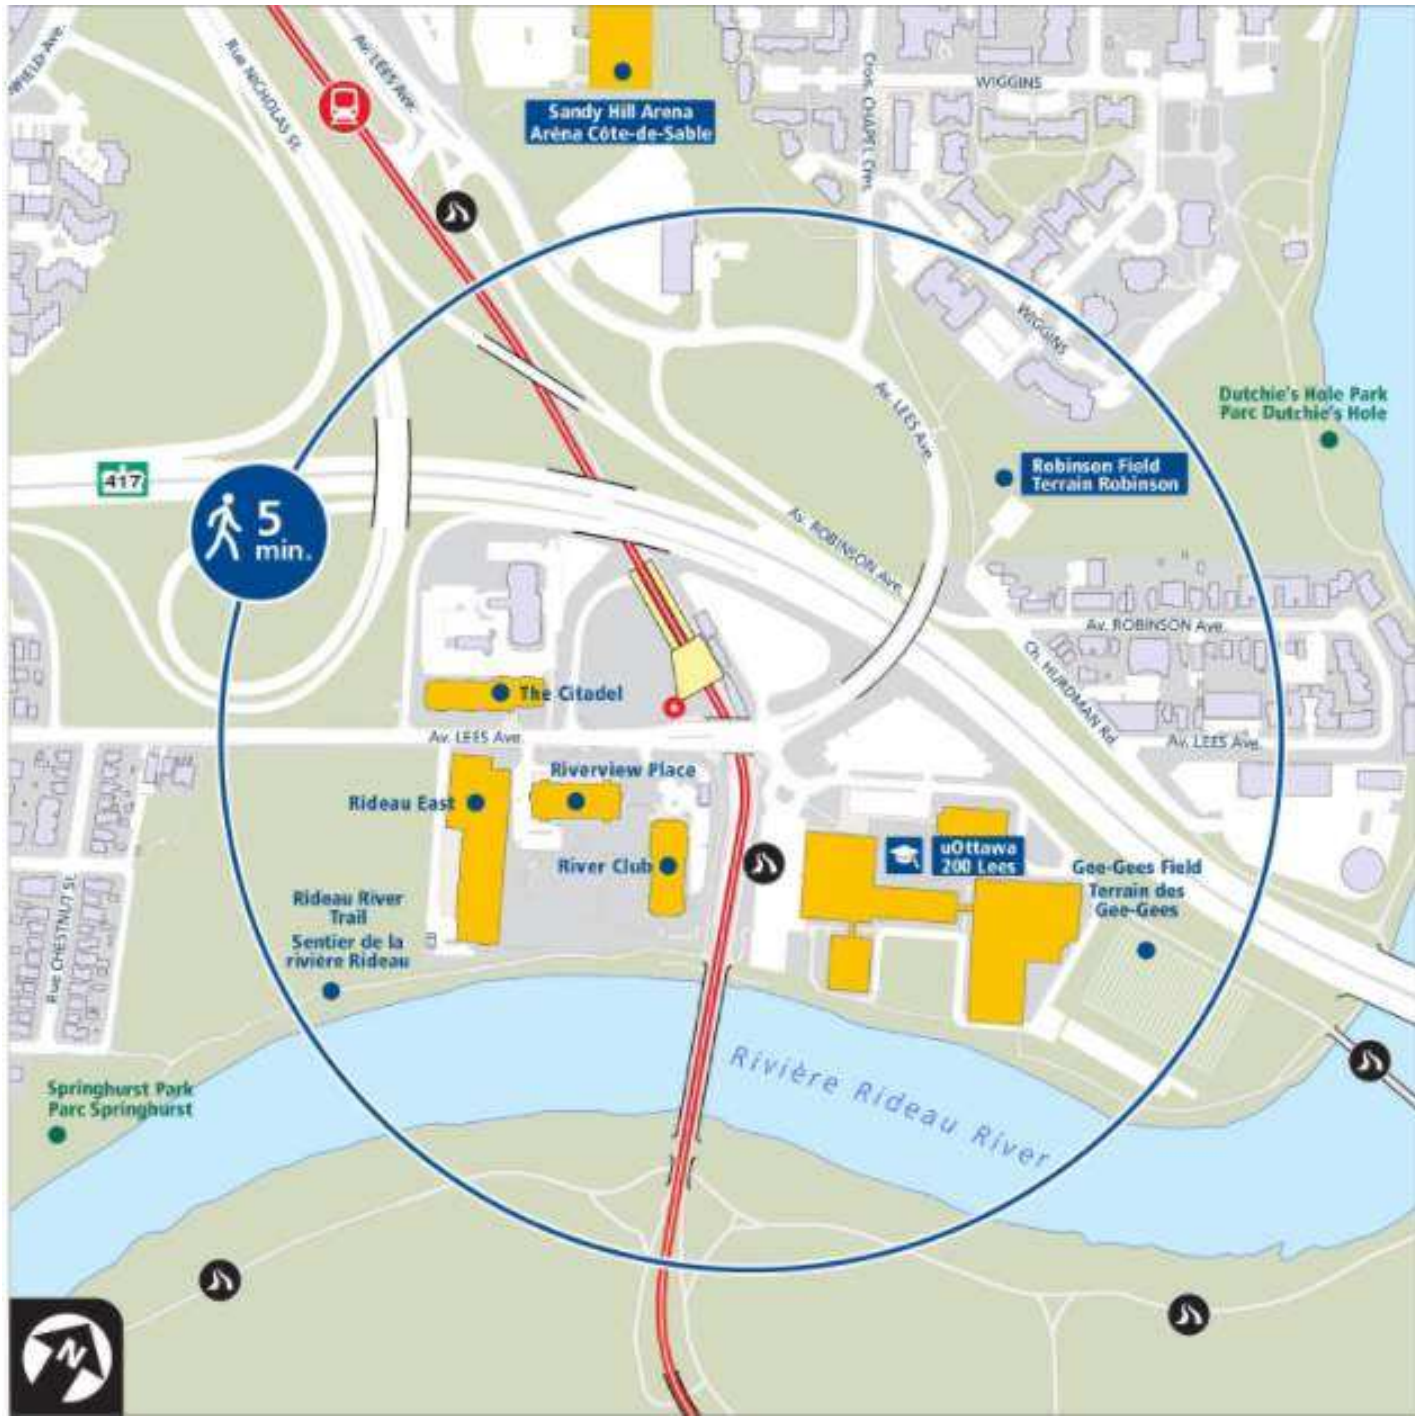 Av. LEES Ave.
Rue NICHOLAS St.
Sandy Hill Arena
Aréna Côte-de-Sable
Crois. CHAPEL Cres.
WIGGINS
WIGGINS
Dutchie's Hole Park
Parc Dutchie's Hole
Av. LEES Ave.
Robinson Field
Terrain Robinson
417
5
min.
Av. ROBINSON Ave.
Av. ROBINSON Ave.
Ch. HURDMAN Rd.
The Citadel
Av. LEES Ave.
Av. LEES Ave.
Riverview Place
Rideau East
River Club
uOttawa
200 Lees
Gee-Gees Field
Terrain des
Gee-Gees
Rideau River
Trail
Sentier de la
rivière Rideau
Rue CHESTNUT St.
Rivière Rideau River
Springhurst Park
Parc Springhurst
N